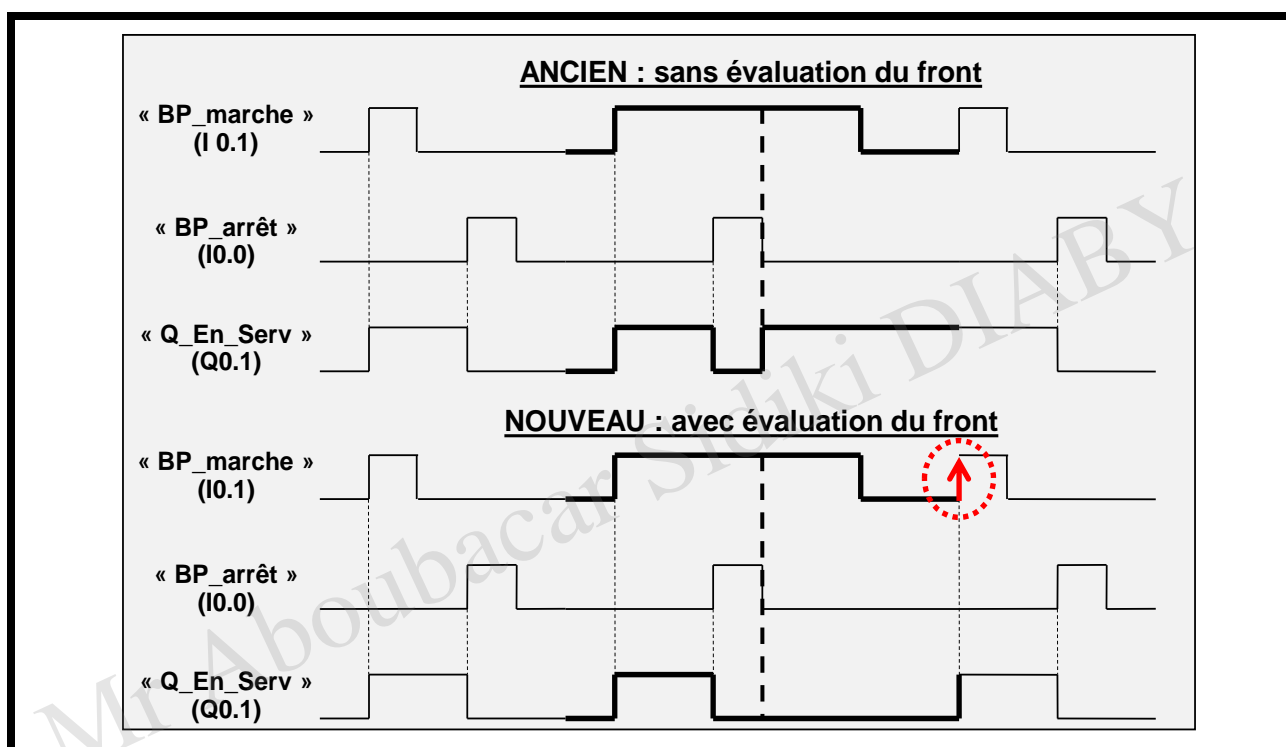 ANCIEN : sans évaluation du front
« BP_marche »
(I 0.1)
« BP_arrêt »
(I0.0)
« Q_En_Serv »
(Q0.1)
NOUVEAU : avec évaluation du front
« BP_marche »
(I0.1)
« BP_arrêt »
(I0.0)
« Q_En_Serv »
(Q0.1)
Mr Aboubacar Sidiki DIABY